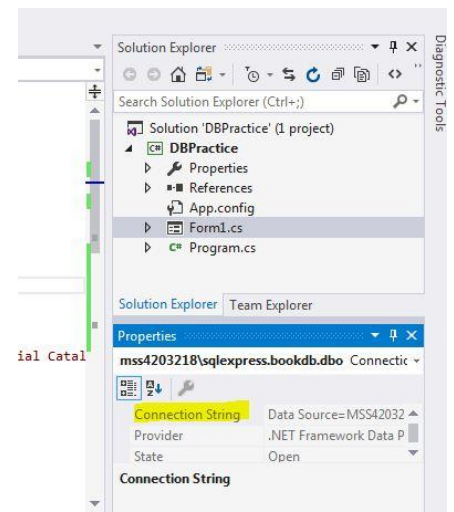 Solution Explorer
Search Solution Explorer (Ctrl+;)
Solution 'DBPractice' (1 project)
C# DBPractice
Properties
References
App.config
Form1.cs
C# Program.cs
Solution Explorer Team Explorer
Diagnostic Tools
Properties
ial Catal
mss4203218\sqlexpress.bookdb.dbo Connectic
Connection String Data Source=MSS42032
Provider .NET Framework Data P
State Open
Connection String